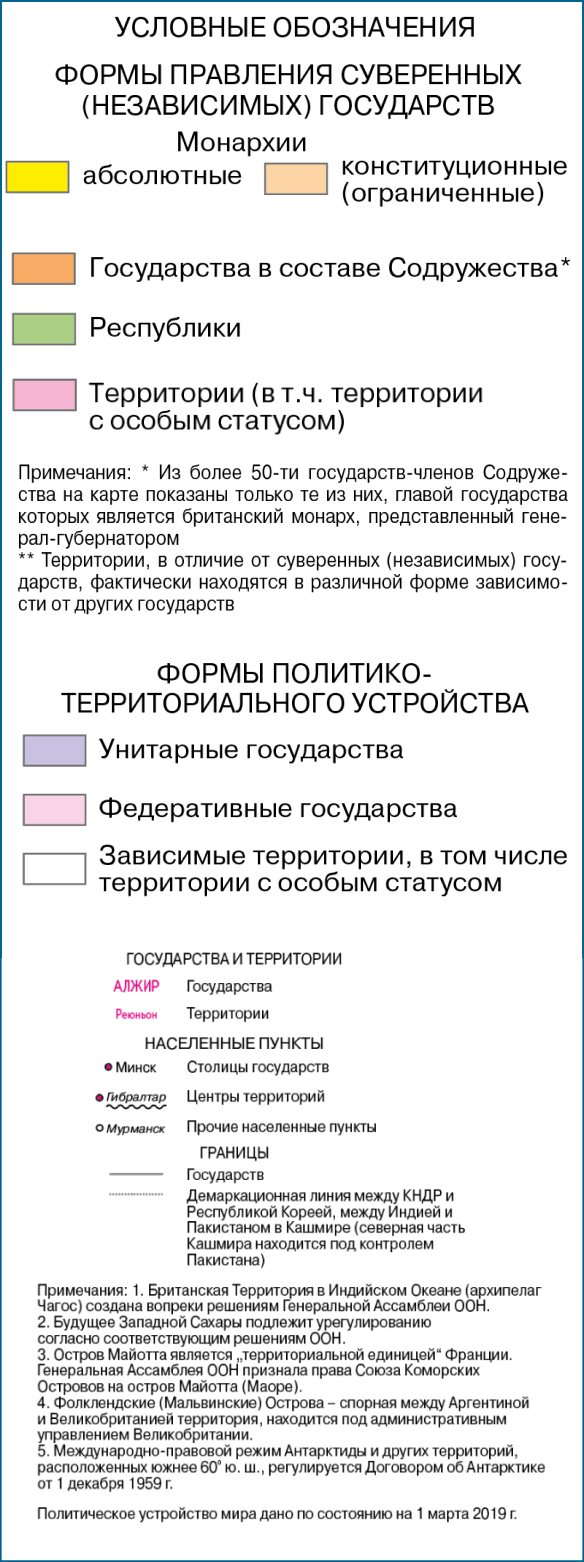 УСЛОВНЫЕ ОБОЗНАЧЕНИЯ
ФОРМЫ ПРАВЛЕНИЯ СУВЕРЕННЫХ
(НЕЗАВИСИМЫХ) ГОСУДАРСТВ
Монархии
абсолютные
конституционные
(ограниченные)
Государства в составе Содружества*
Республики
Территории (в т.ч. территории
с особым статусом)
Примечания: * Из более 50-ти государств-членов Содруже-
ства на карте показаны только те из них, главой государства
которых является британский монарх, представленный гене-
рал-губернатором
** Территории, в отличие от суверенных (независимых) госу-
дарств, фактически находятся в различной форме зависимо-
сти от других государств
ФОРМЫ ПОЛИТИКО-
ТЕРРИТОРИАЛЬНОГО УСТРОЙСТВА
Унитарные государства
Федеративные государства
Зависимые территории, в том числе
территории с особым статусом
ГОСУДАРСТВА И ТЕРРИТОРИИ
АЛЖИР Государства
Реюньон Территории
НАСЕЛЕННЫЕ ПУНКТЫ
Минск Столицы государств
Гибралтар Центры территорий
Мурманск Прочие населенные пункты
ГРАНИЦЫ
Государств
Демаркационная линия между КНДР и
Республикой Кореей, между Индией и
Пакистаном в Кашмире (северная часть
Кашмира находится под контролем
Пакистана)
Примечания: 1. Британская Территория в Индийском Океане (архипелаг
Чагос) создана вопреки решениям Генеральной Ассамблеи ООН.
2. Будущее Западной Сахары подлежит урегулированию
согласно соответствующим решениям ООН.
3. Остров Майотта является „территориальной единицей“ Франции.
Генеральная Ассамблея ООН признала права Союза Коморских
Островов на остров Майотта (Маоре).
4. Фолклендские (Мальвинские) Острова – спорная между Аргентиной
и Великобританией территория, находится под административным
управлением Великобритании.
5. Международно-правовой режим Антарктиды и других территорий,
расположенных южнее 60° ю. ш., регулируется Договором об Антарктике
от 1 декабря 1959 г.
Политическое устройство мира дано по состоянию на 1 марта 2019 г.